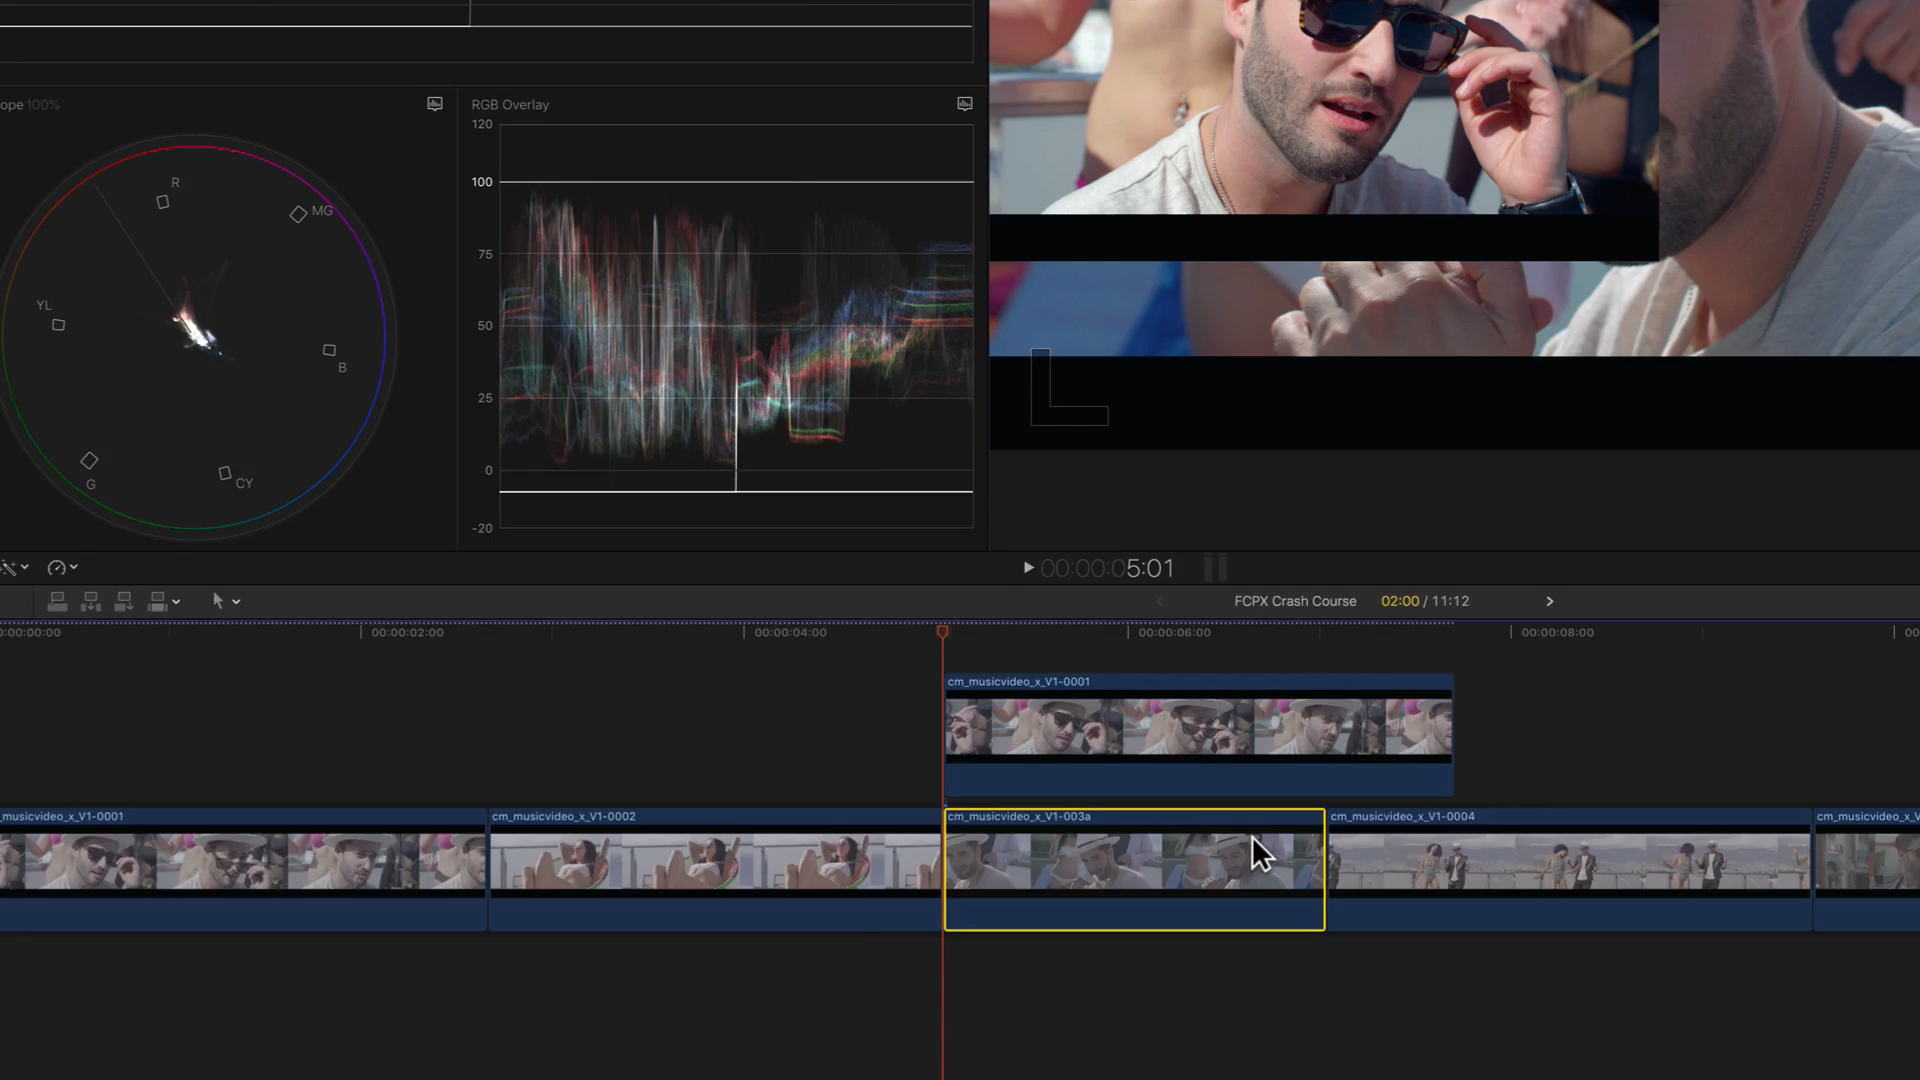 ope 100%
RGB Overlay
120
100
75
50
25
0
-20
R
MG
YL
B
G
CY
00:00:05:01
FCPX Crash Course
02:00 / 11:12
0:00:00:00
00:00:02:00
00:00:04:00
00:00:06:00
00:00:08:00
00
cm_musicvideo_x_V1-0001
_musicvideo_x_V1-0001
cm_musicvideo_x_V1-0002
cm_musicvideo_x_V1-003a
cm_musicvideo_x_V1-0004
cm_musicvideo_x_V